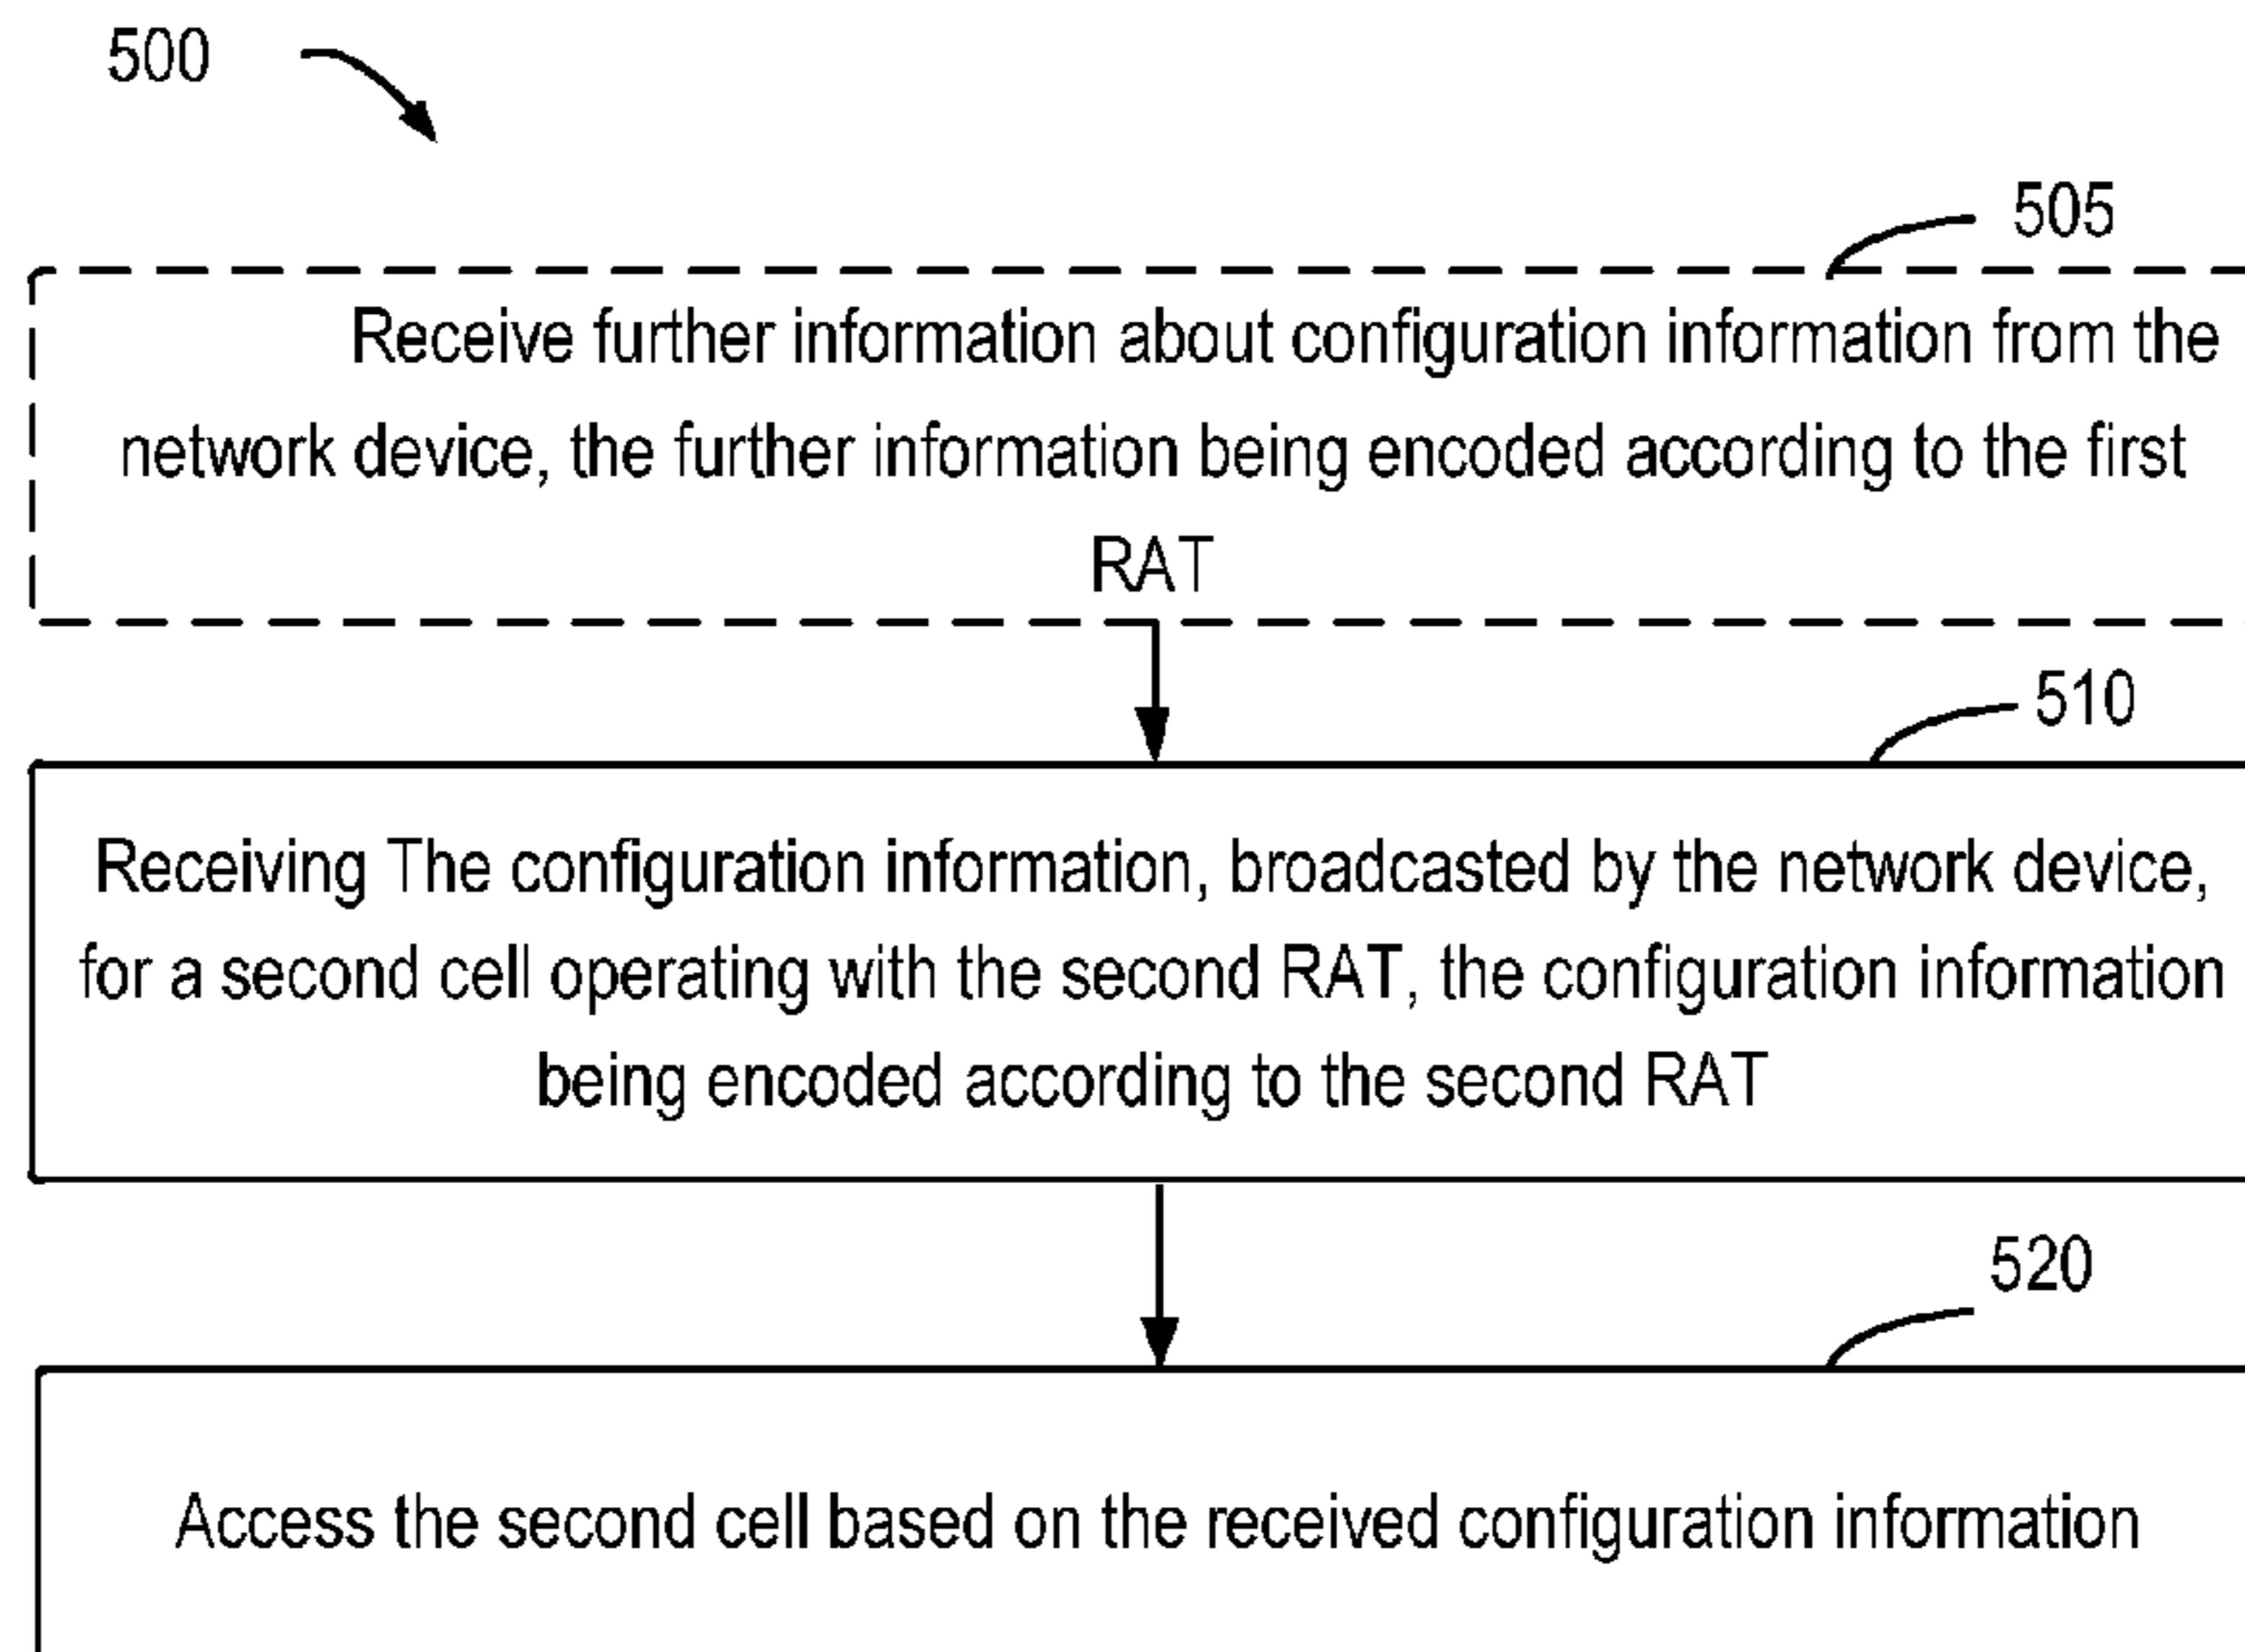 500
505
Receive further information about configuration information from the
network device, the further information being encoded according to the first
RAT
510
Receiving The configuration information, broadcasted by the network device,
for a second cell operating with the second RAT, the configuration information
being encoded according to the second RAT
520
Access the second cell based on the received configuration information